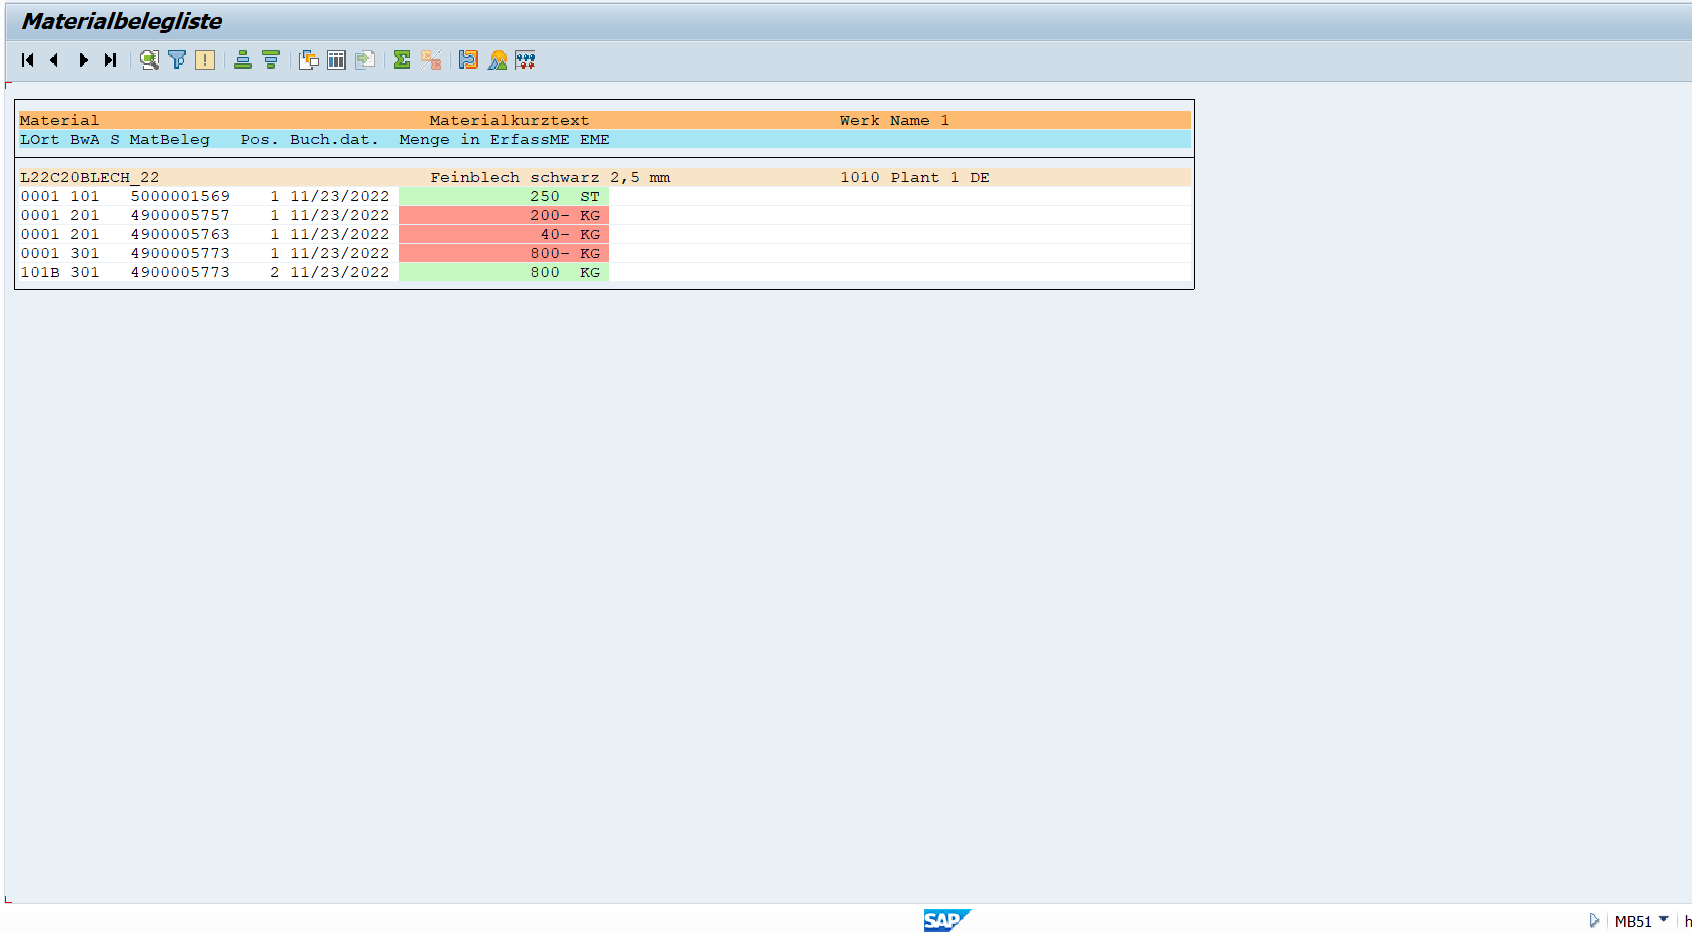 Materialbelegliste
Material Materialkurztext Werk Name 1
LOrt BwA S MatBeleg Pos. Buch.dat. Menge in ErfassME EME
L22C20BLECH_22 Feinblech schwarz 2,5 mm 1010 Plant 1 DE
0001 101 5000001569 1 11/23/2022 250 ST
0001 201 4900005757 1 11/23/2022 200- KG
0001 201 4900005763 1 11/23/2022 40- KG
0001 301 4900005773 1 11/23/2022 800- KG
101B 301 4900005773 2 11/23/2022 800 KG
SAP MB51 h